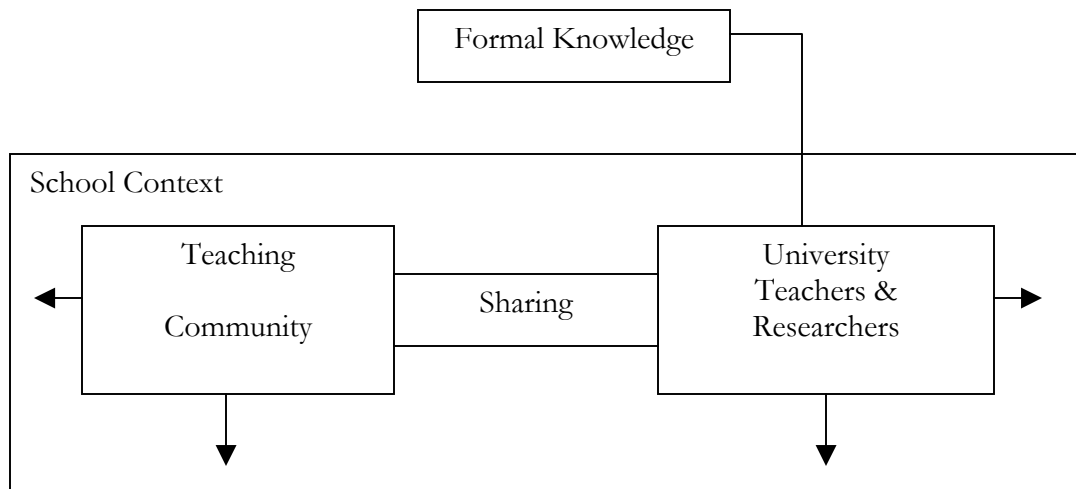 Formal Knowledge
School Context
Teaching
Community
Sharing
University
Teachers &
Researchers